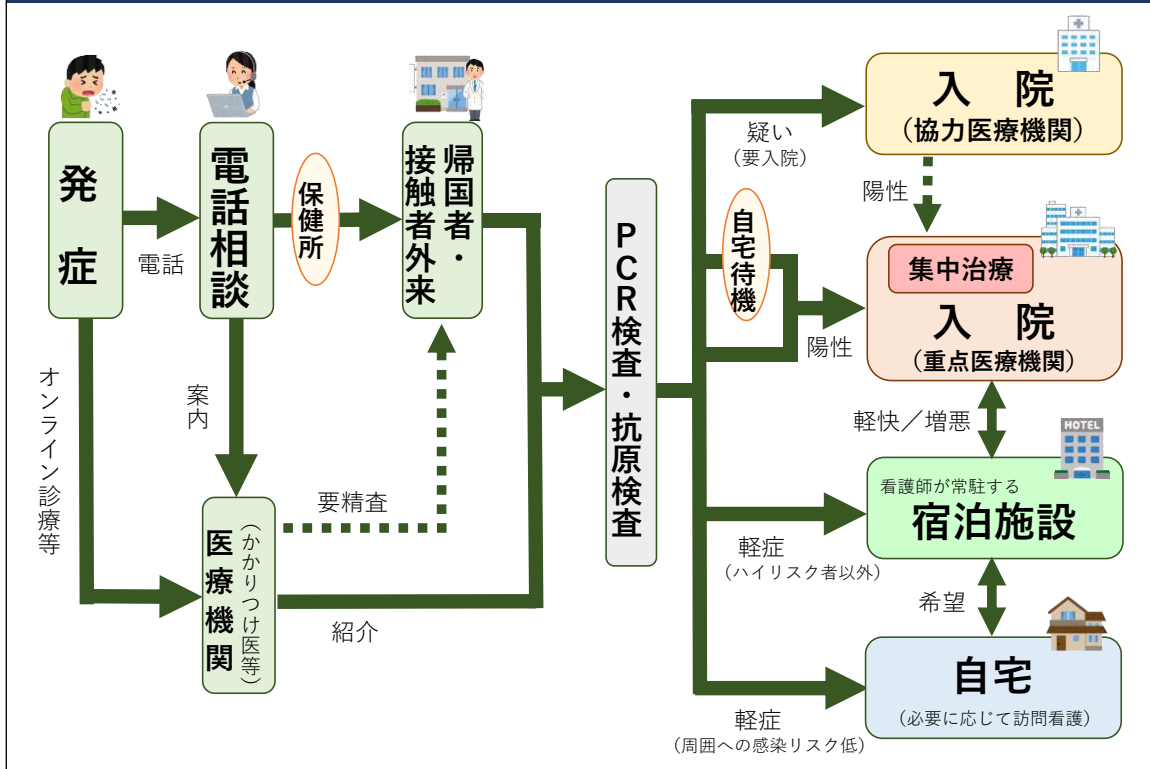 発症
電話
電話相談
保健所
帰国者・
接触者外来
オンライン診療等
案内
要精査
医療機関
(かかりつけ医等)
紹介
PCR検査・抗原検査
疑い
(要入院)
自宅待機
陽性
入 院
(協力医療機関)
陽性
集中治療
入 院
(重点医療機関)
軽快/増悪
HOTEL
看護師が常駐する
宿泊施設
軽症
(ハイリスク者以外)
希望
自宅
(必要に応じて訪問看護)
軽症
(周囲への感染リスク低)